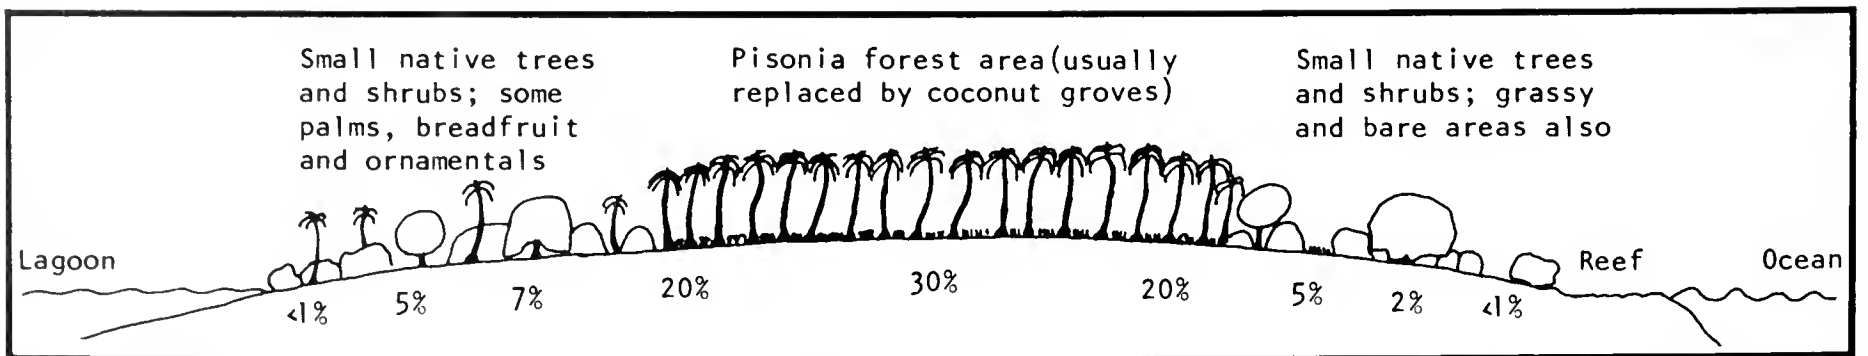 Small native trees
and shrubs; some
palms, breadfruit
and ornamentals
Pisonia forest area(usually
replaced by coconut groves)
Small native trees
and shrubs; grassy
and bare areas also
Lagoon
Reef
Ocean
<1%
5%
7%
20%
30%
20%
5%
2%
<1%